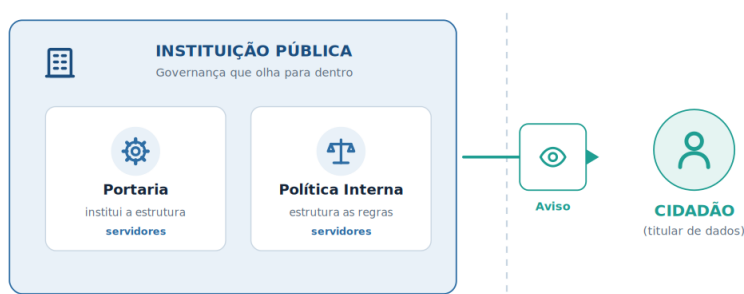 INSTITUIÇÃO PÚBLICA
Governança que olha para dentro
Portaria
institui a estrutura
servidores
Política Interna
estrutura as regras
servidores
Aviso
CIDADÃO
(titular de dados)